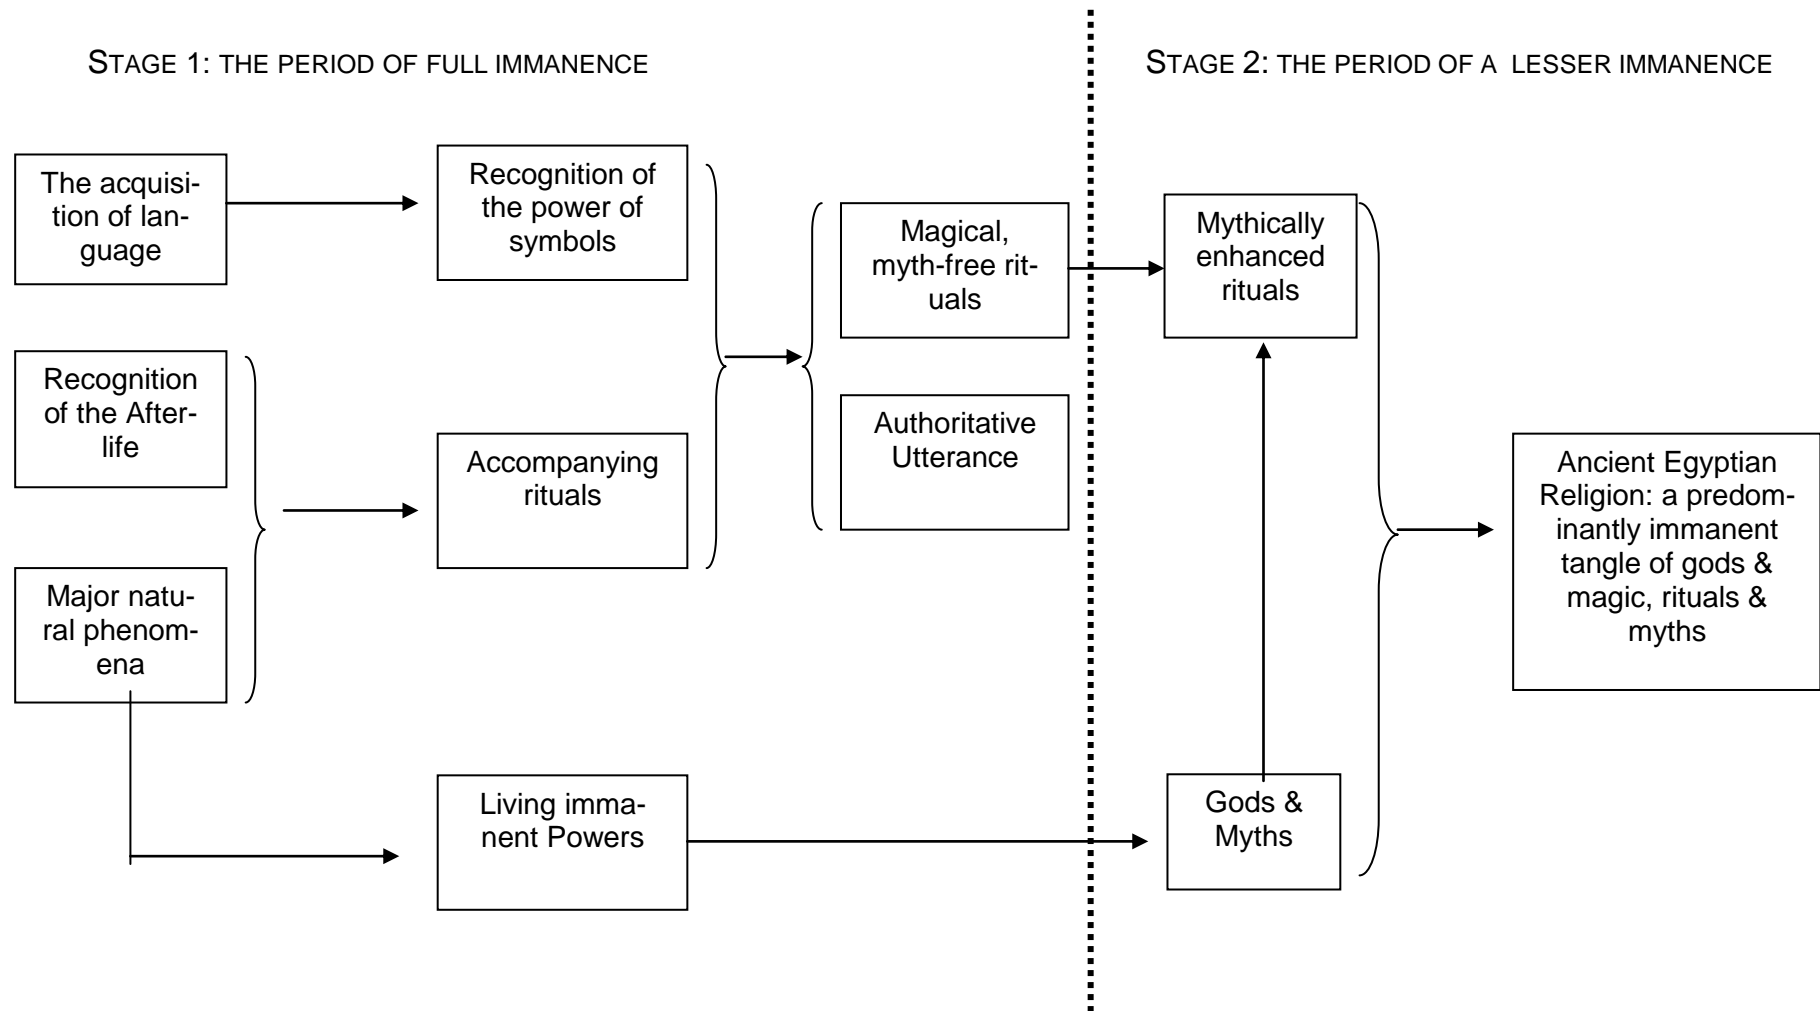 STAGE 1: THE PERIOD OF FULL IMMANENCE
STAGE 2: THE PERIOD OF A LESSER IMMANENCE
The acquisi-
tion of lan-
guage
Recognition of
the power of
symbols
Magical,
myth-free rit-
uals
Mythically
enhanced
rituals
Recognition
of the After-
life
Accompanying
rituals
Authoritative
Utterance
Ancient Egyptian
Religion: a predom-
inantly immanent
tangle of gods &
magic, rituals &
myths
Major natu-
ral phenom-
ena
Living imma-
nent Powers
Gods &
Myths